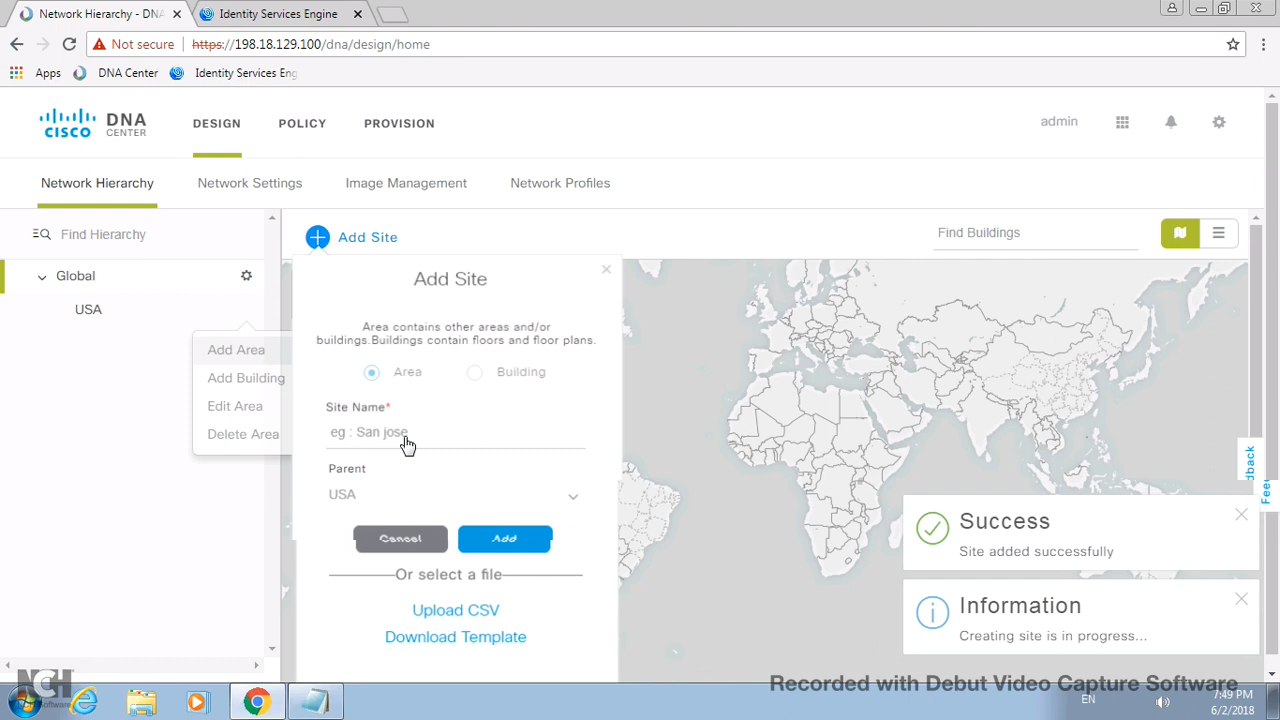 Network Hierarchy - DNA
Identity Services Engine
Not secure
https://198.18.129.100/dna/design/home
Apps
DNA Center
Identity Services Eng
CISCO
DNA
CENTER
DESIGN
POLICY
PROVISION
admin
Network Hierarchy
Network Settings
Image Management
Network Profiles
Find Hierarchy
Add Site
Find Buildings
Global
USA
Add Area
Add Building
Edit Area
Delete Area
Add Site
Area contains other areas and/or
buildings.Buildings contain floors and floor plans.
Area
Building
Site Name*
eg : San jose
Parent
USA
Cancel
Add
Or select a file
Upload CSV
Download Template
dback
Fee
Success
Site added successfully
Information
Creating site is in progress...
NCH
Software
Recorded with Debut Video Capture Software
EN
7:49 PM
6/2/2018